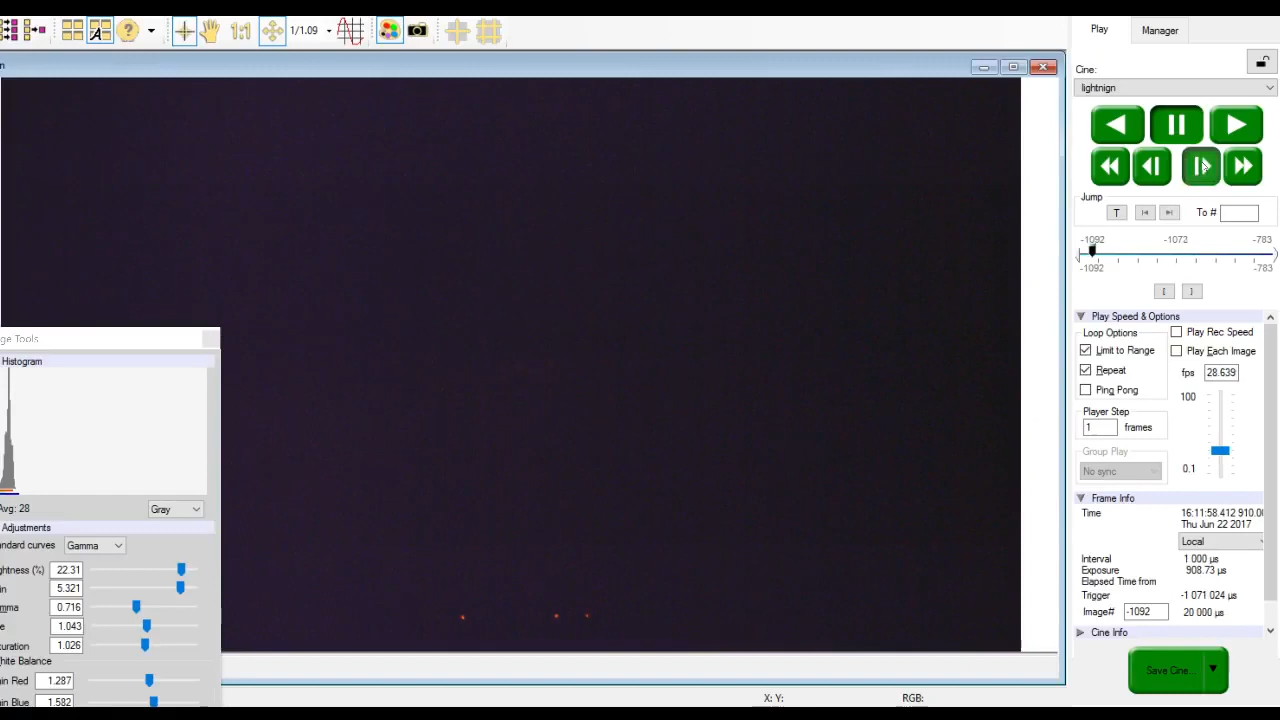 1:1
1/1.09
A
?
n
Play
Manager
Cine:
lightnign
Jump
T
To #
-1092
-1072
-783
-1092
-783
[
]
Play Speed & Options
Loop Options
Play Rec Speed
Limit to Range
Play Each Image
Repeat
fps
28.639
Ping Pong
100
Player Step
1
frames
Group Play
No sync
0.1
Frame Info
Time
16:11:58.412 910.00
Thu Jun 22 2017
Local
Interval
1 000 µs
Exposure
908.73 µs
Elapsed Time from
Trigger
-1 071 024 µs
Image#
-1092
20 000 µs
Cine Info
Save Cine...
ge Tools
Histogram
Avg: 28
Gray
Adjustments
ndard curves
Gamma
ghtness (%)
22.31
in
5.321
mma
0.716
e
1.043
uration
1.026
hite Balance
in Red
1.287
in Blue
1.582
X: Y:
RGB: